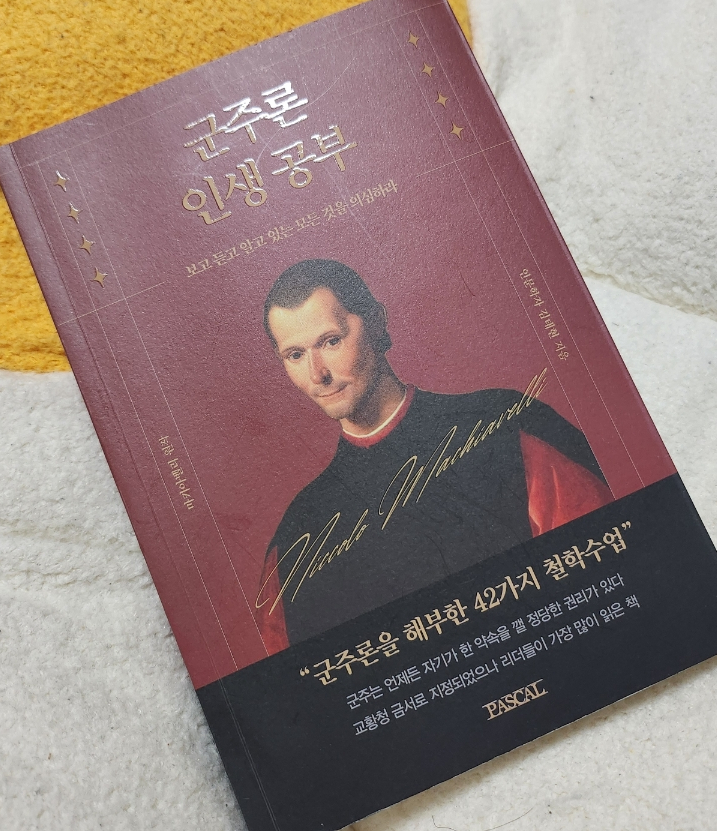 군주론
인생 공부
보고 듣고 알고 있는 모든 것을 의심하라
인문학자 김태현 지음
마키아벨리 원작
Niccolo Machiavelli
“군주론을 해부한 42가지 철학수업”
군주는 언제든 자기가 한 약속을 깰 정당한 권리가 있다
교황청 금서로 지정되었으나 리더들이 가장 많이 읽은 책
PASCAL